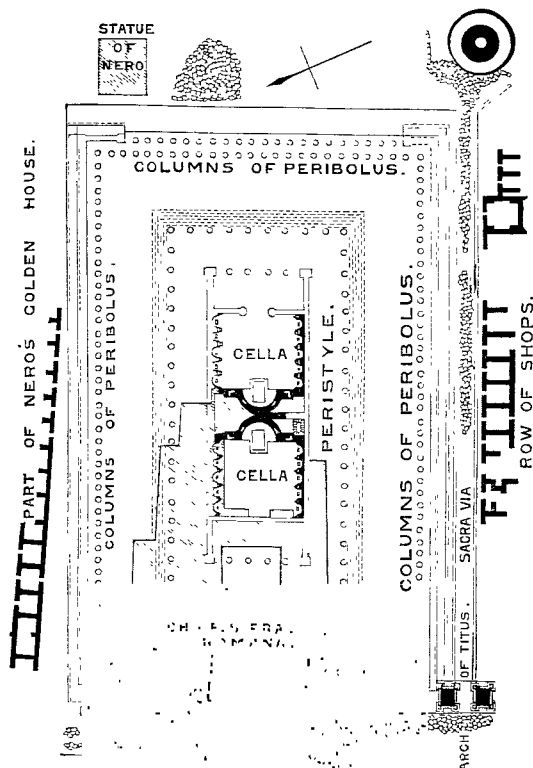 STATUE
OF
NERO
COLUMNS OF PERIBOLUS.
PART OF NERO'S GOLDEN HOUSE.
COLUMNS OF PERIBOLUS.
CELLA
PERISTYLE.
CELLA
COLUMNS OF PERIBOLUS.
ARCH OF TITUS. SACRA VIA
ROW OF SHOPS.
ROMANA.